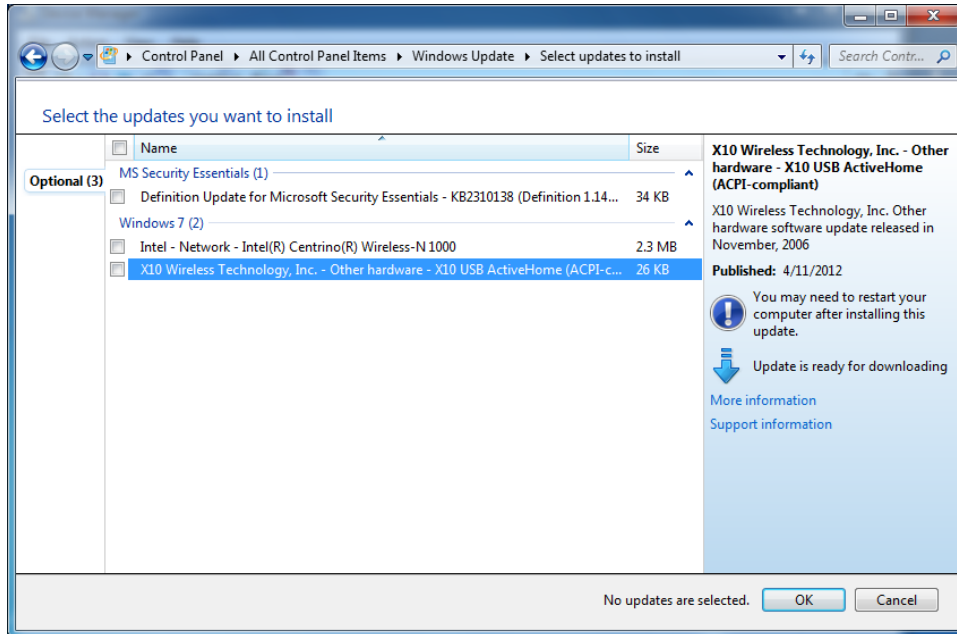 Control Panel All Control Panel Items Windows Update Select updates to install
Search Contr...
Select the updates you want to install
Name Size
Optional (3)
MS Security Essentials (1)
Definition Update for Microsoft Security Essentials - KB2310138 (Definition 1.14... 34 KB
Windows 7 (2)
Intel - Network - Intel(R) Centrino(R) Wireless-N 1000 2.3 MB
X10 Wireless Technology, Inc. - Other hardware - X10 USB ActiveHome (ACPI-c... 26 KB
X10 Wireless Technology, Inc. - Other
hardware - X10 USB ActiveHome
(ACPI-compliant)
X10 Wireless Technology, Inc. Other
hardware software update released in
November, 2006
Published: 4/11/2012
You may need to restart your
computer after installing this
update.
Update is ready for downloading
More information
Support information
No updates are selected. OK Cancel